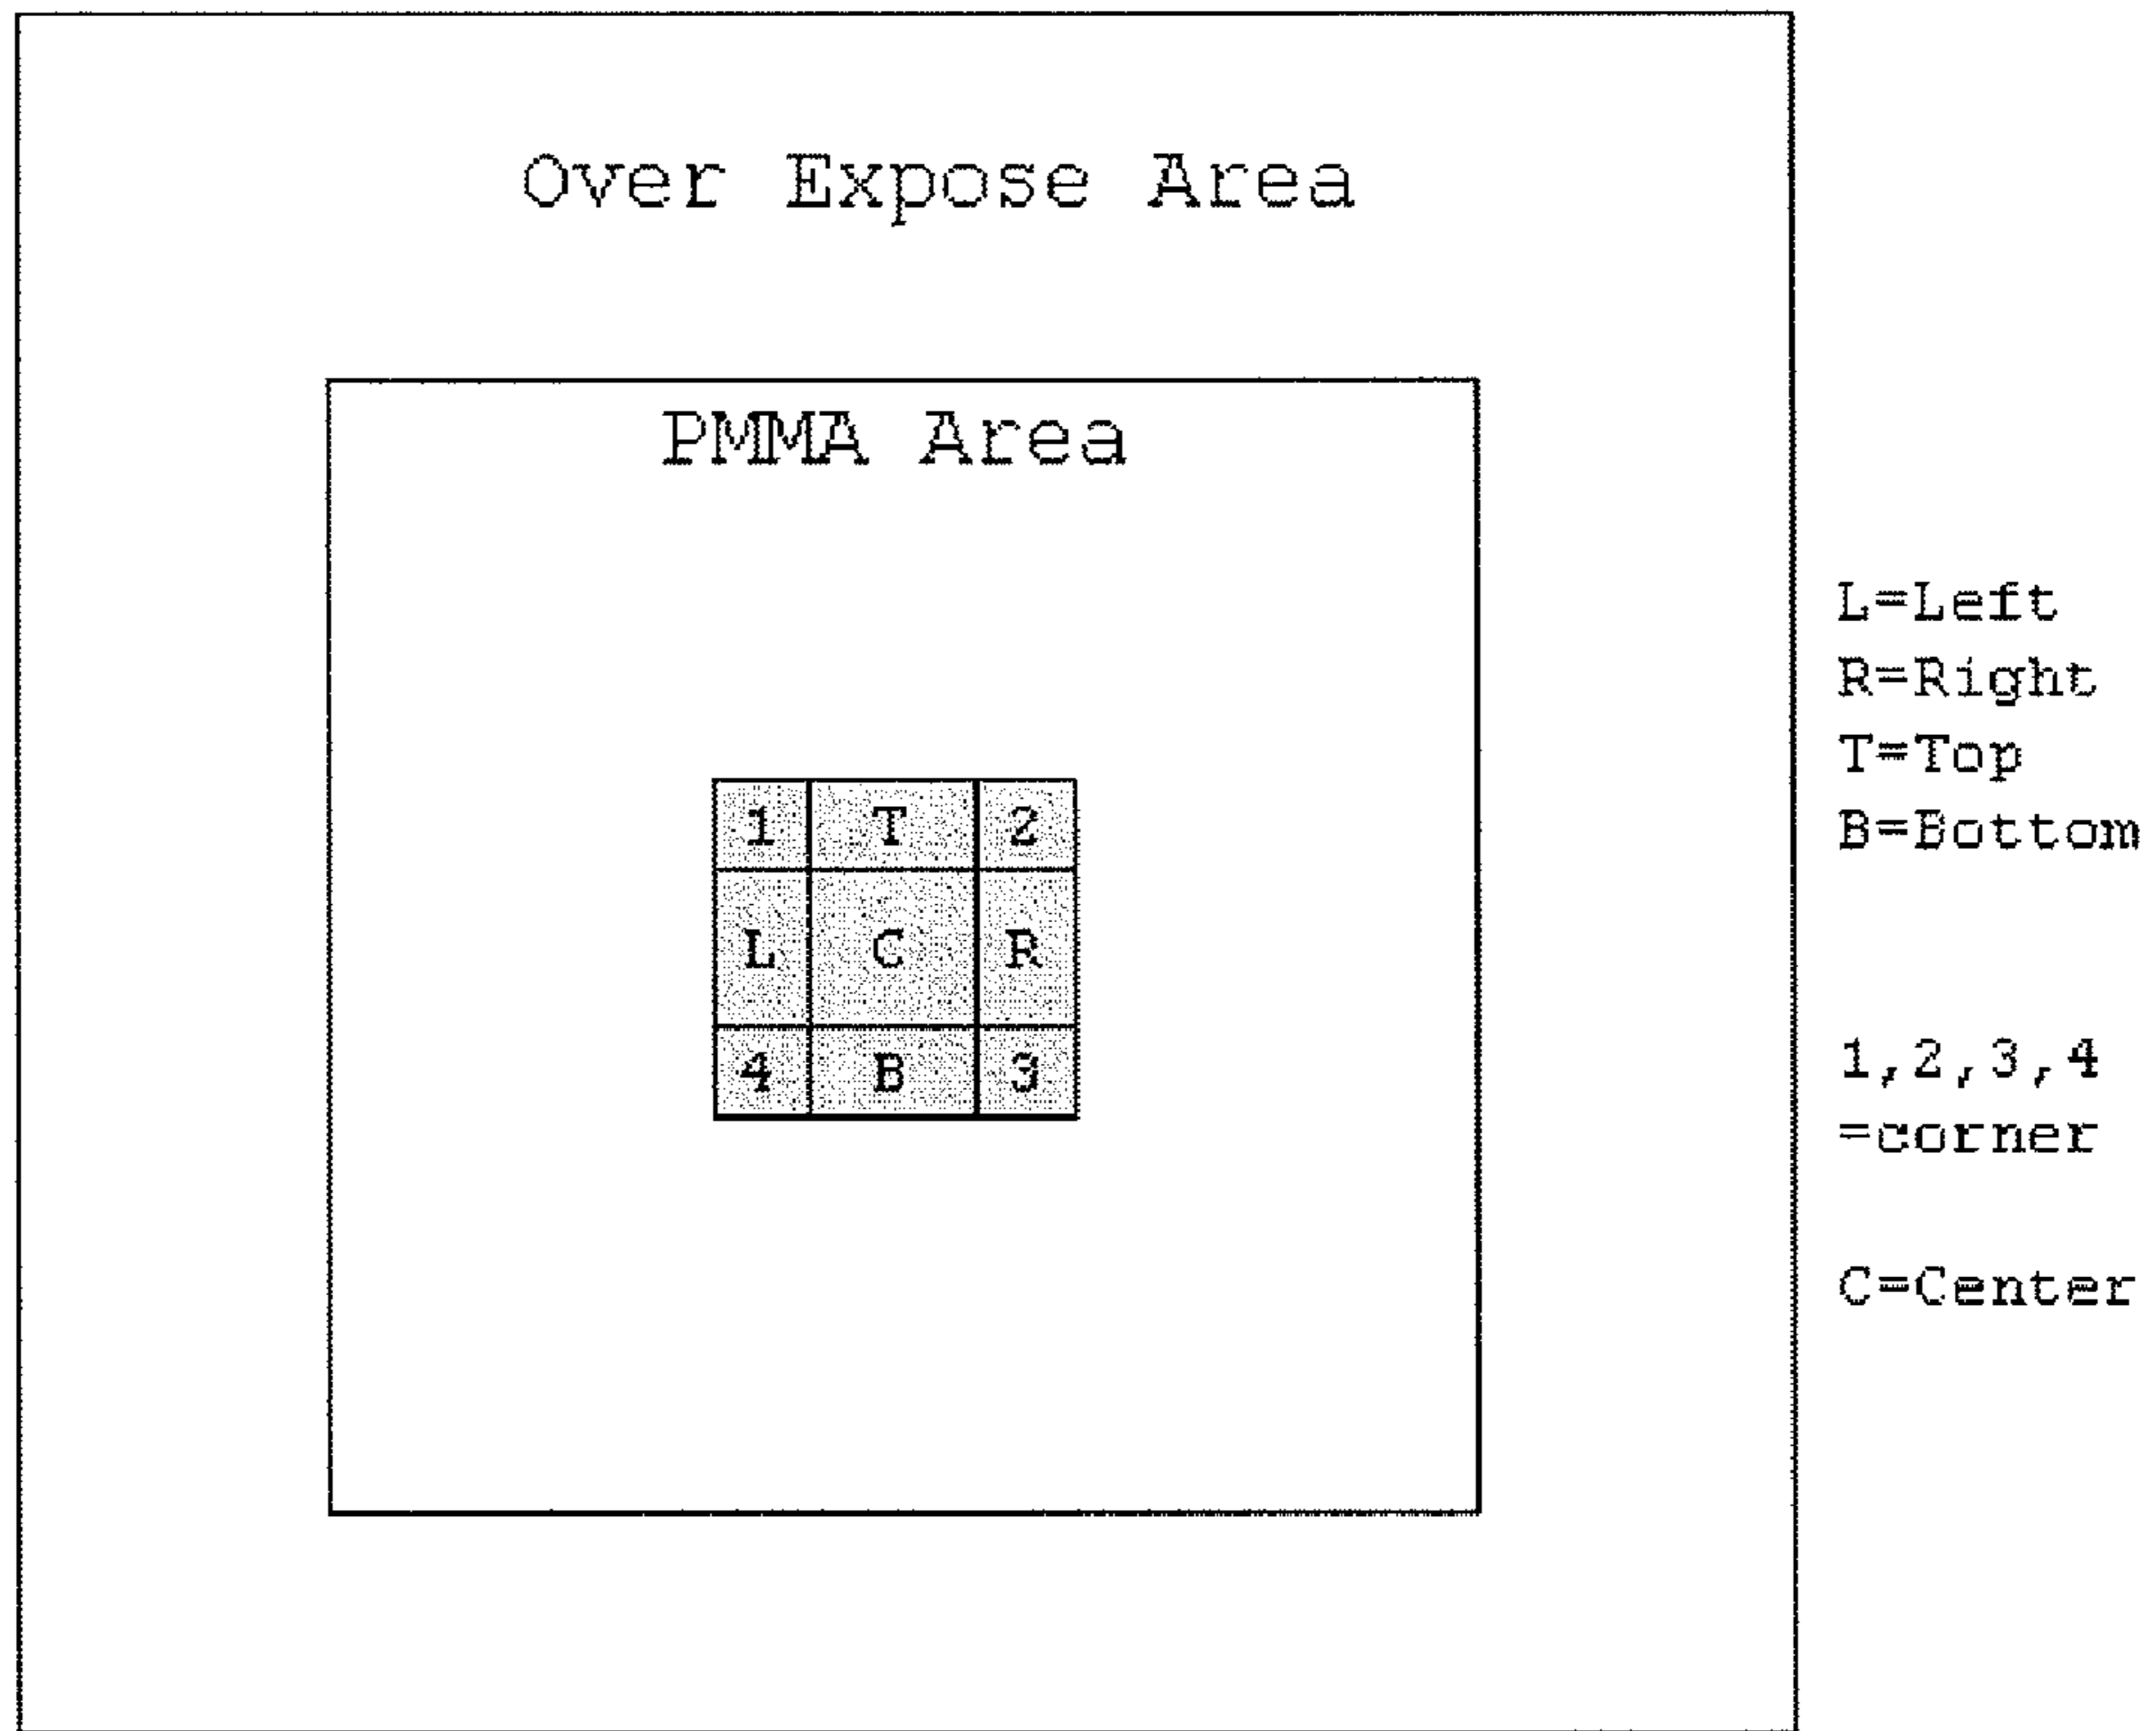 Over Expose Area
PMMA Area
1 T 2
L C R
4 B 3
L=Left
R=Right
T=Top
B=Bottom
1,2,3,4
=corner
C=Center